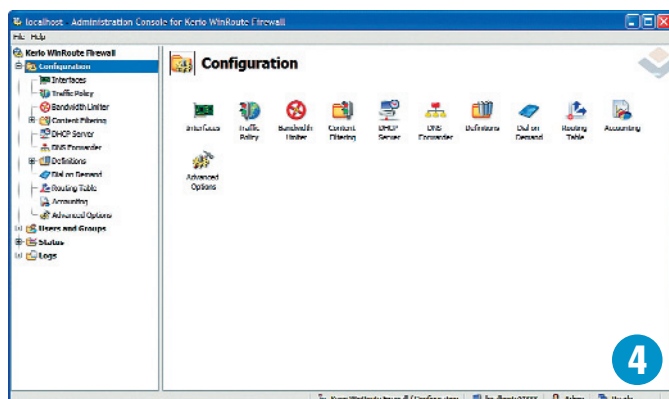 localhost - Administration Console for Kerio WinRoute Firewall
File Help
Kerio WinRoute Firewall
Configuration
Interfaces
Traffic Policy
Bandwidth Limiter
Content Filtering
DHCP Server
DNS Forwarder
Definitions
Dial on Demand
Routing Table
Accounting
Advanced Options
Users and Groups
Status
Logs
Configuration
Interfaces Traffic Policy Bandwidth Limiter Content Filtering DHCP Server DNS Forwarder Definitions Dial on Demand Routing Table Accounting
Advanced Options
4